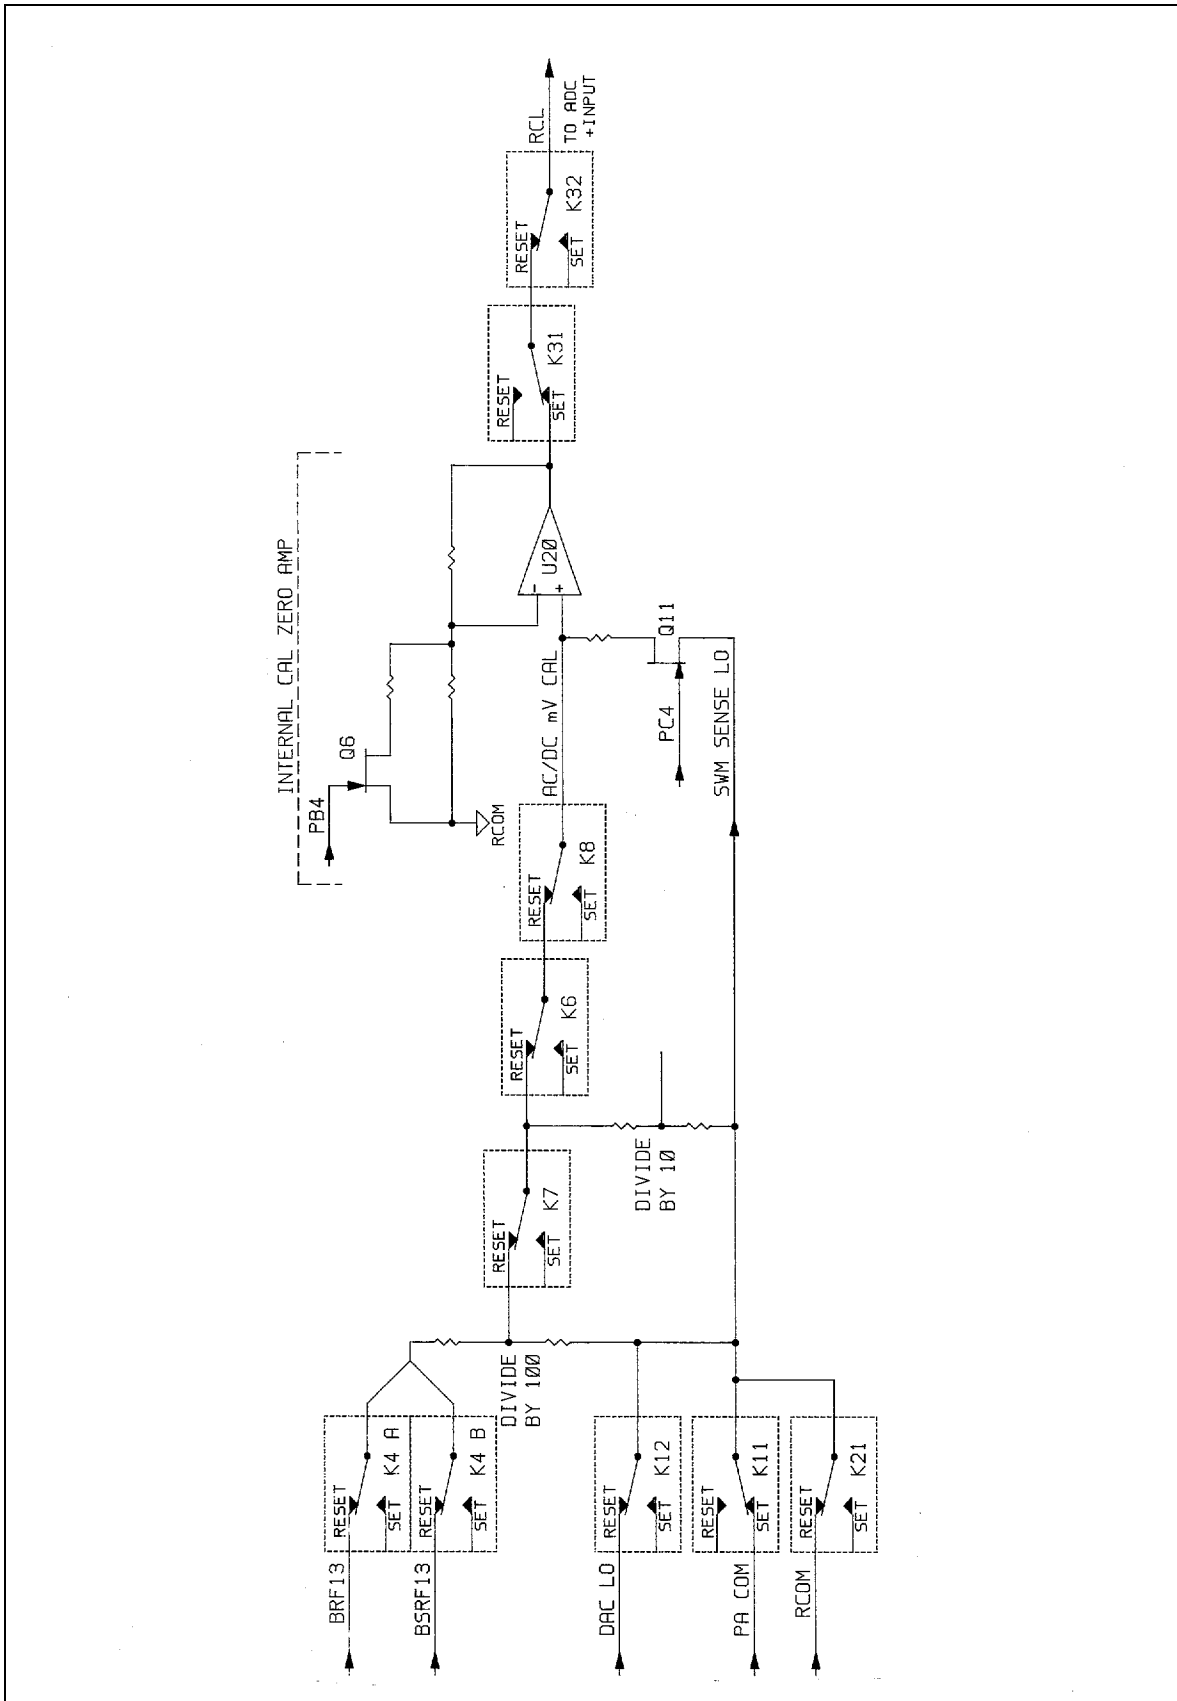 INTERNAL CAL ZERO AMP
PB4
Q6
RCOM
RCL
TO ADC
+INPUT
RESET
SET
K32
RESET
SET
K31
-
+
U20
AC/DC mV CAL
Q11
PC4
SWM SENSE LO
RESET
SET
K8
RESET
SET
K6
RESET
SET
K7
DIVIDE
BY 10
DIVIDE
BY 100
BRF13
RESET
SET
K4 A
BSRF13
RESET
SET
K4 B
DAC LO
RESET
SET
K12
PA COM
RESET
SET
K11
RCOM
RESET
SET
K21